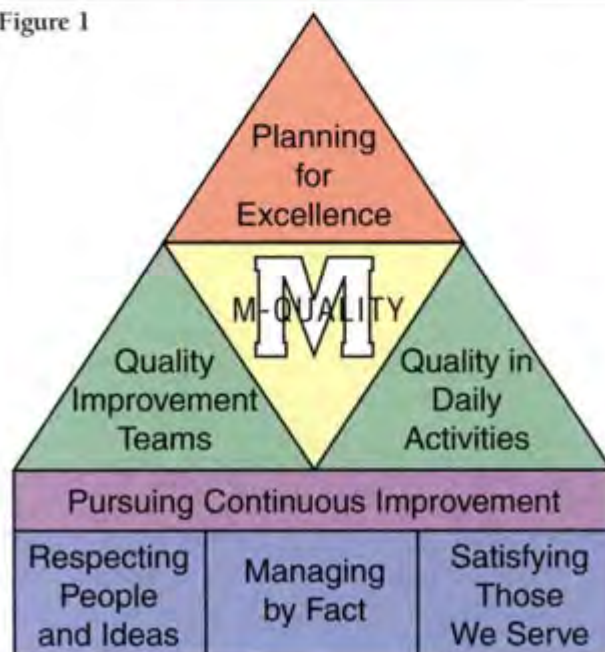 Figure 1
Planning
for
Excellence
M
M-QUALITY
Quality
Improvement
Teams
Quality in
Daily
Activities
Pursuing Continuous Improvement
Respecting
People
and Ideas
Managing
by Fact
Satisfying
Those
We Serve